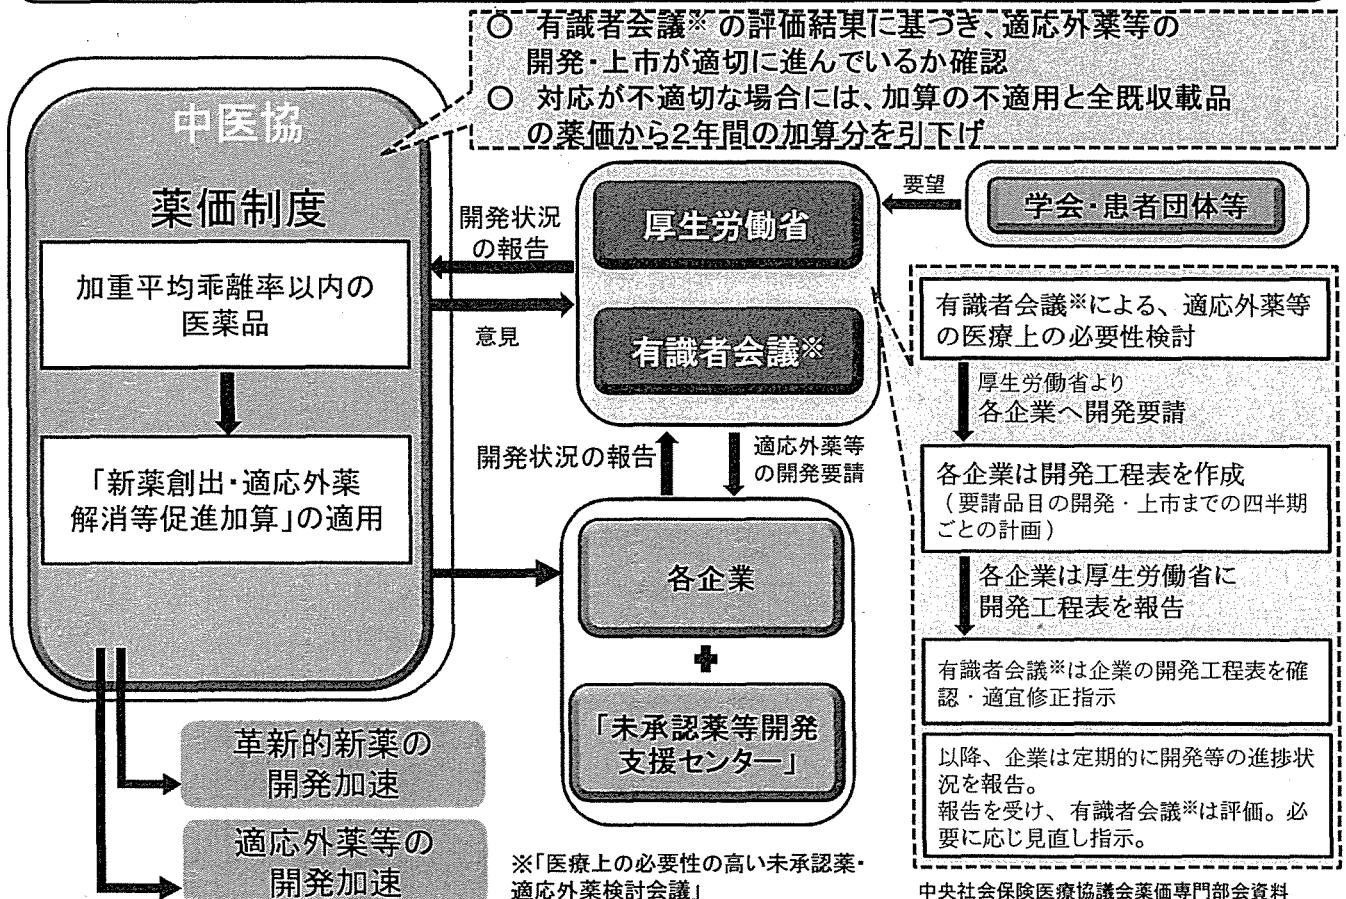 ○ 有識者会議※の評価結果に基づき、適応外薬等の
開発・上市が適切に進んでいるか確認
○ 対応が不適切な場合には、加算の不適用と全既収載品
の薬価から2年間の加算分を引下げ
中医協
薬価制度
加重平均乖離率以内の
医薬品
「新薬創出・適応外薬
解消等促進加算」の適用
開発状況
の報告
意見
厚生労働省
有識者会議※
要望
学会・患者団体等
開発状況の報告
適応外薬等
の開発要請
各企業
+
「未承認薬等開発
支援センター」
革新的新薬の
開発加速
適応外薬等の
開発加速
有識者会議※による、適応外薬等
の医療上の必要性検討
厚生労働省より
各企業へ開発要請
各企業は開発工程表を作成
(要請品目の開発・上市までの四半期
ごとの計画)
各企業は厚生労働省に
開発工程表を報告
有識者会議※は企業の開発工程表を確
認・適宜修正指示
以降、企業は定期的に開発等の進捗状
況を報告。
報告を受け、有識者会議※は評価。必
要に応じ見直し指示。
※「医療上の必要性の高い未承認薬・
適応外薬検討会議」
中央社会保険医療協議会薬価専門部会資料